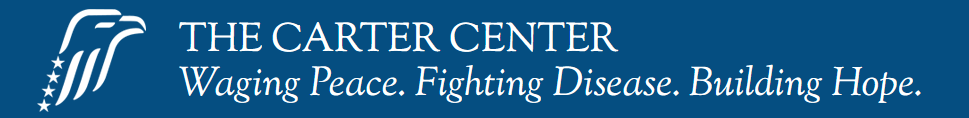 THE CARTER CENTER
Waging Peace. Fighting Disease. Building Hope.